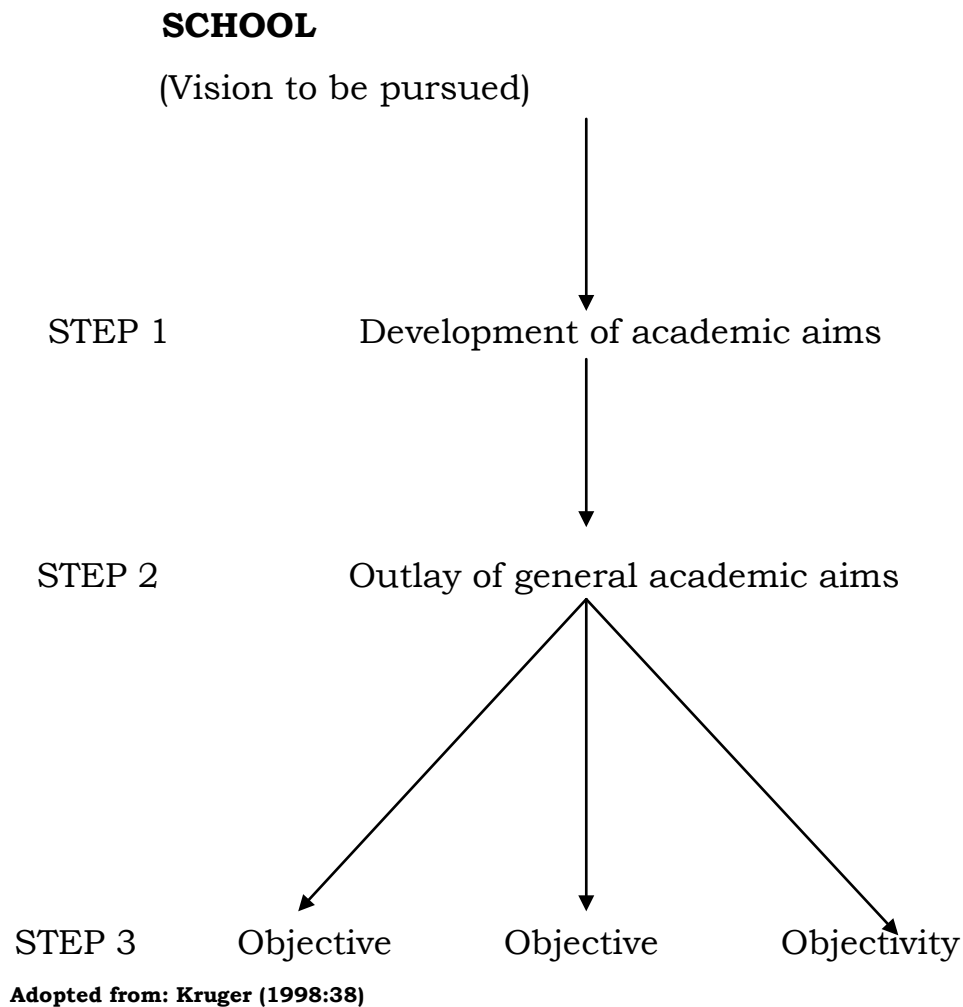 SCHOOL
(Vision to be pursued)
STEP 1 Development of academic aims
STEP 2 Outlay of general academic aims
STEP 3 Objective Objective Objectivity
Adopted from: Kruger (1998:38)